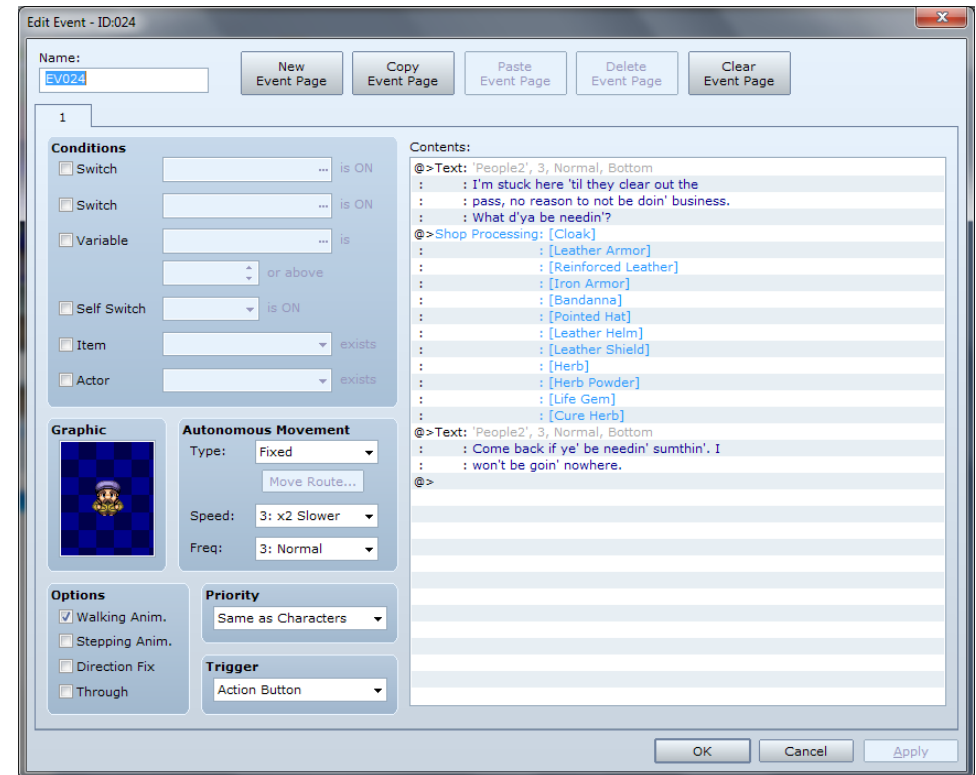 Edit Event - ID:024
Name:
EV024
New
Event Page
Copy
Event Page
Paste
Event Page
Delete
Event Page
Clear
Event Page
1
Conditions
Switch ... is ON
Switch ... is ON
Variable ... is
or above
Self Switch is ON
Item exists
Actor exists
Graphic
Autonomous Movement
Type: Fixed
Move Route...
Speed: 3: x2 Slower
Freq: 3: Normal
Options
Walking Anim.
Stepping Anim.
Direction Fix
Through
Priority
Same as Characters
Trigger
Action Button
Contents:
@>Text: 'People2', 3, Normal, Bottom
: : I'm stuck here 'til they clear out the
: : pass, no reason to not be doin' business.
: : What d'ya be needin'?
@>Shop Processing: [Cloak]
: : [Leather Armor]
: : [Reinforced Leather]
: : [Iron Armor]
: : [Bandanna]
: : [Pointed Hat]
: : [Leather Helm]
: : [Leather Shield]
: : [Herb]
: : [Herb Powder]
: : [Life Gem]
: : [Cure Herb]
@>Text: 'People2', 3, Normal, Bottom
: : Come back if ye' be needin' sumthin'. I
: : won't be goin' nowhere.
@>
OK
Cancel
Apply